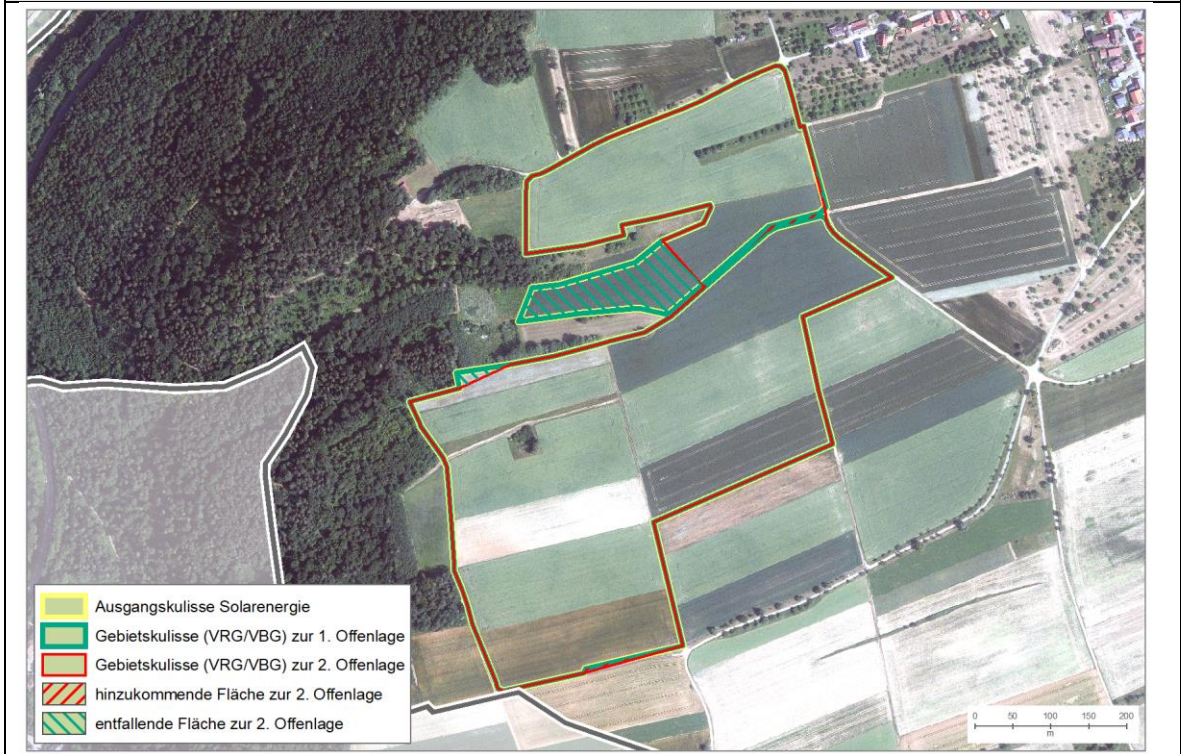 Ausgangskulisse Solarenergie
Gebietskulisse (VRG/VBG) zur 1. Offenlage
Gebietskulisse (VRG/VBG) zur 2. Offenlage
hinzukommende Fläche zur 2. Offenlage
entfallende Fläche zur 2. Offenlage
0 50 100 150 200
m